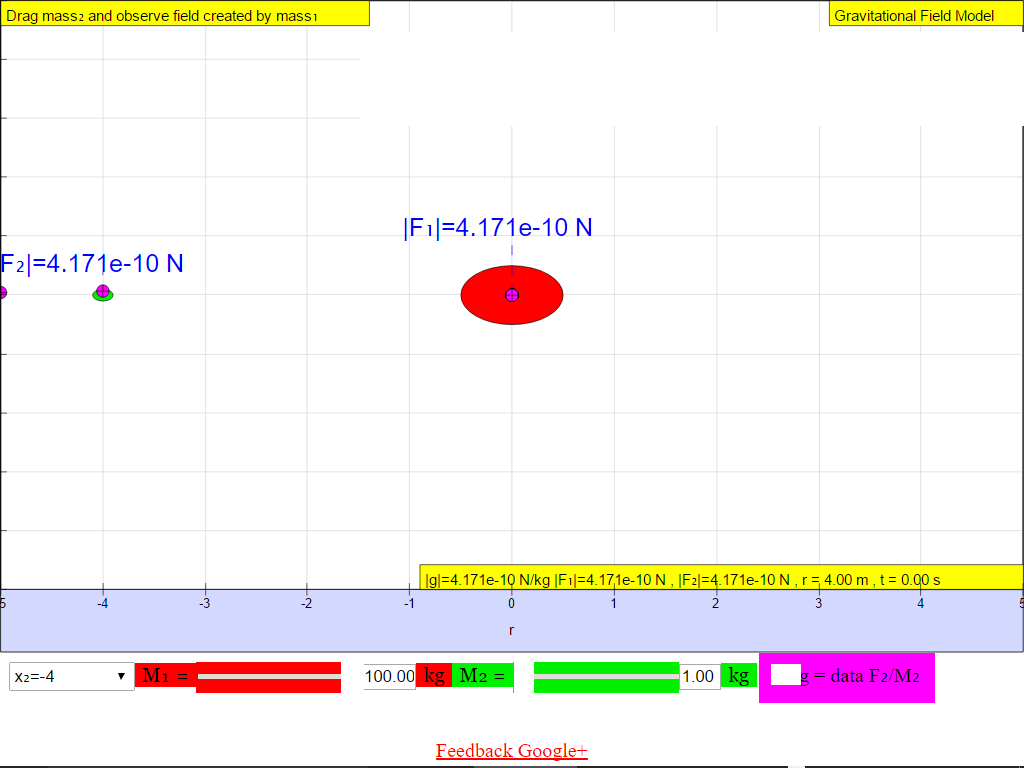 Drag mass₂ and observe field created by mass₁
Gravitational Field Model
|F₁|=4.171e-10 N
F₂|=4.171e-10 N
|g|=4.171e-10 N/kg |F₁|=4.171e-10 N , |F₂|=4.171e-10 N , r = 4.00 m , t = 0.00 s
5 -4 -3 -2 -1 0 1 2 3 4 5
r
x₂=-4 ▼ M₁ = 100.00 kg M₂ = 1.00 kg g = data F₂/M₂
Feedback Google+